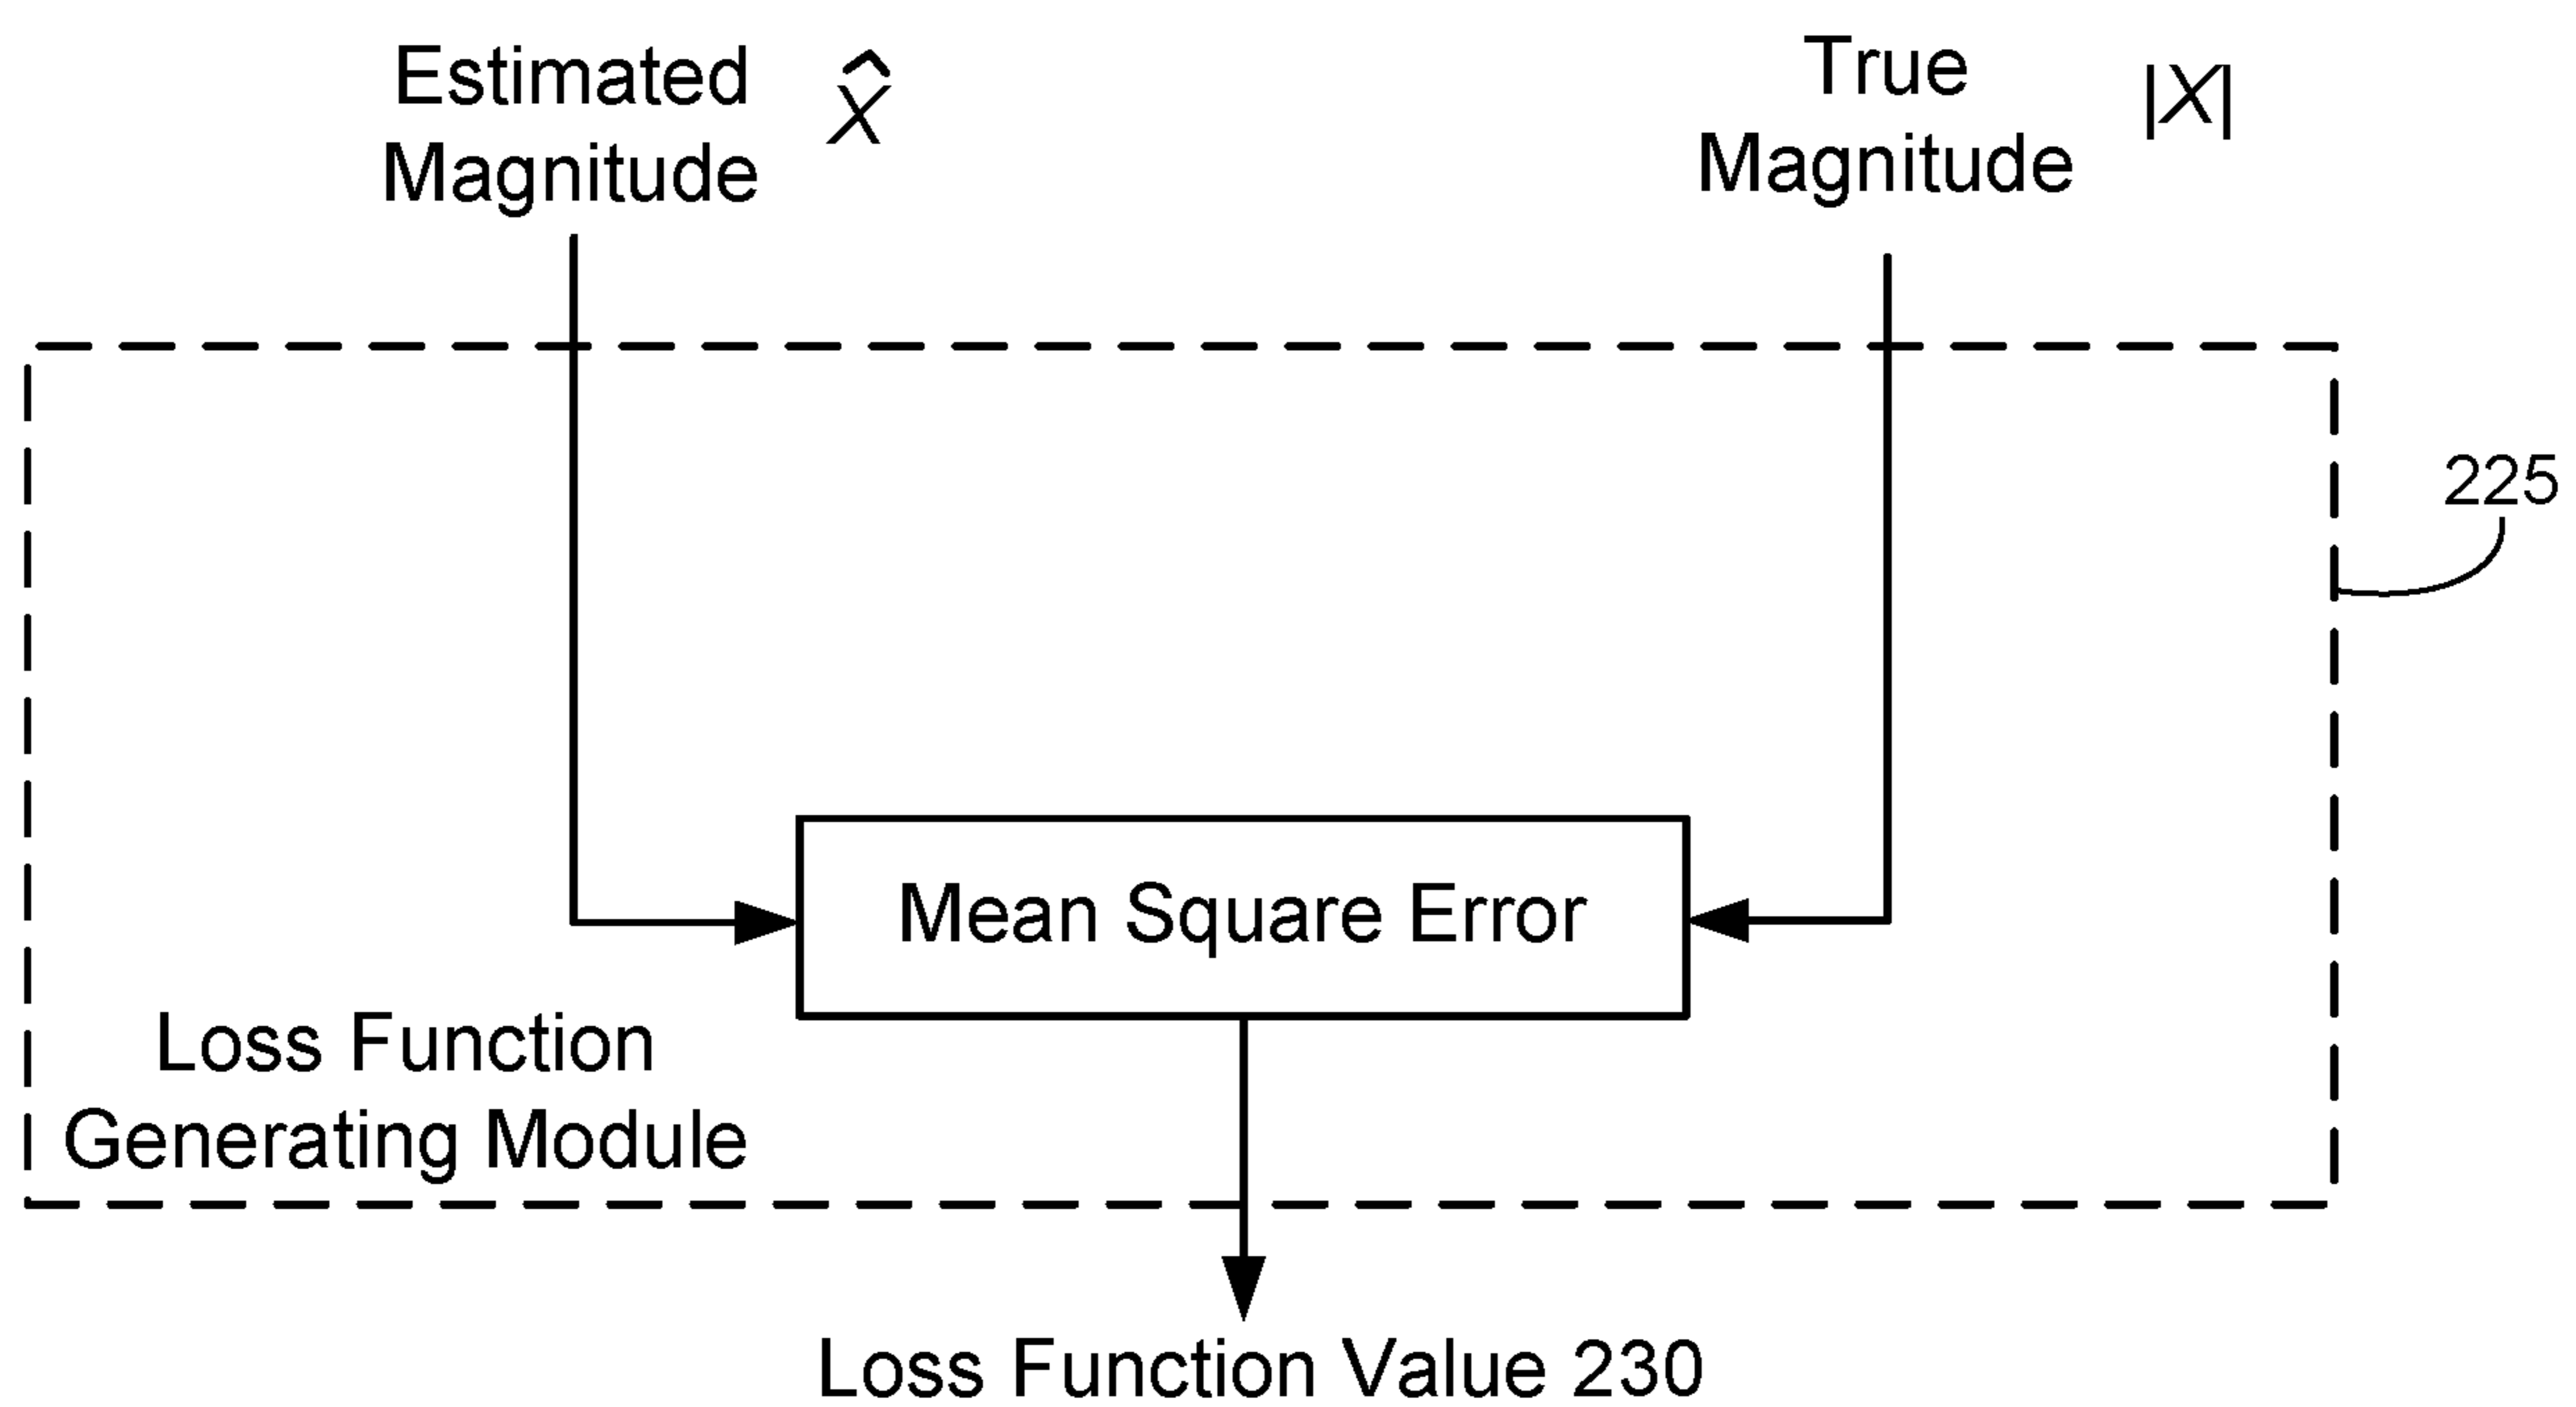 Estimated
Magnitude X̂
True
Magnitude |X|
225
Mean Square Error
Loss Function
Generating Module
Loss Function Value 230